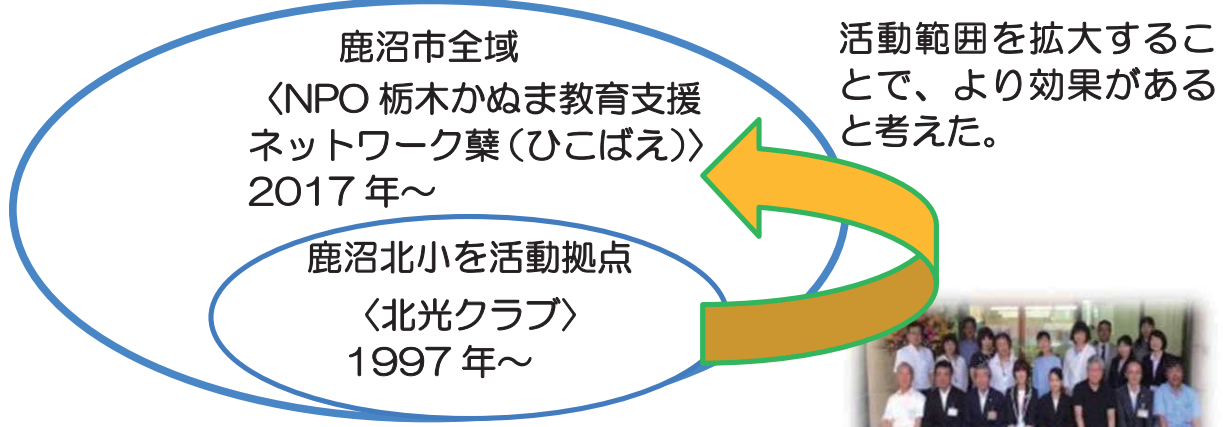 鹿沼市全域
〈NPO 栃木かぬま教育支援
ネットワーク蘖(ひこばえ)〉
2017 年～
鹿沼北小を活動拠点
〈北光クラブ〉
1997 年～
活動範囲を拡大するこ
とで、より効果がある
と考えた。